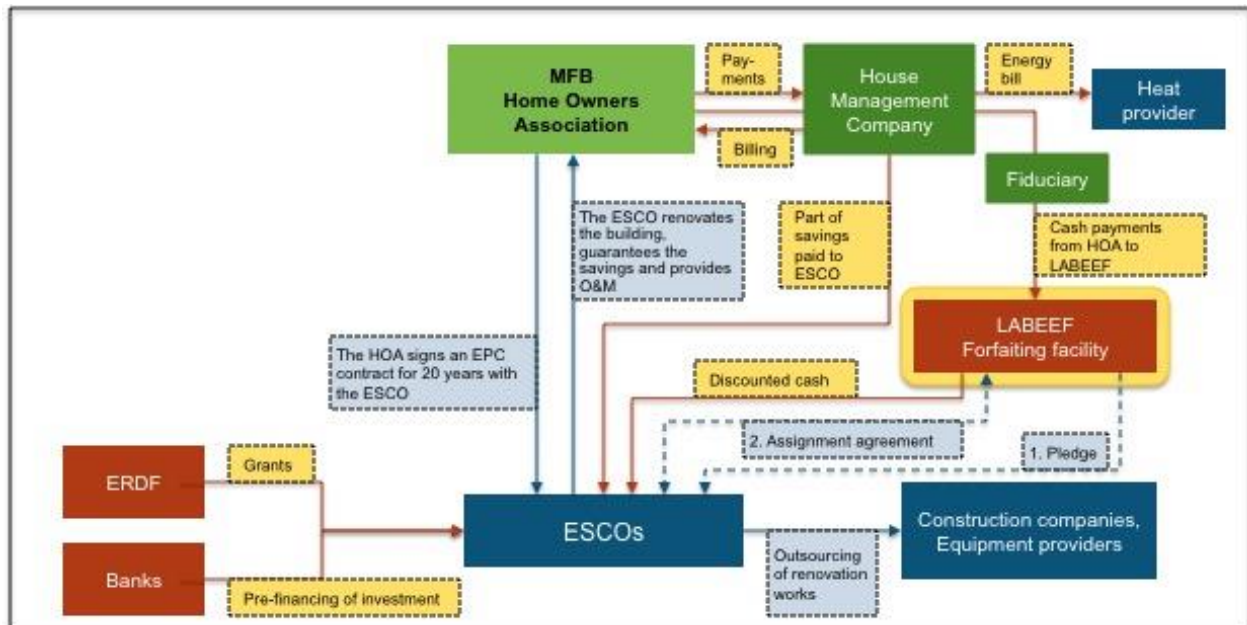 MFB
Home Owners
Association
Pay-
ments
House
Management
Company
Energy
bill
Heat
provider
Billing
Fiduciary
The ESCO renovates
the building,
guarantees the
savings and provides
O&M
Part of
savings
paid to
ESCO
Cash payments
from HOA to
LABEEF
LABEEF
Forfaiting facility
The HOA signs an EPC
contract for 20 years with
the ESCO
Discounted cash
2. Assignment agreement
1. Pledge
Grants
ERDF
ESCOs
Construction companies,
Equipment providers
Outsourcing
of renovation
works
Banks
Pre-financing of investment